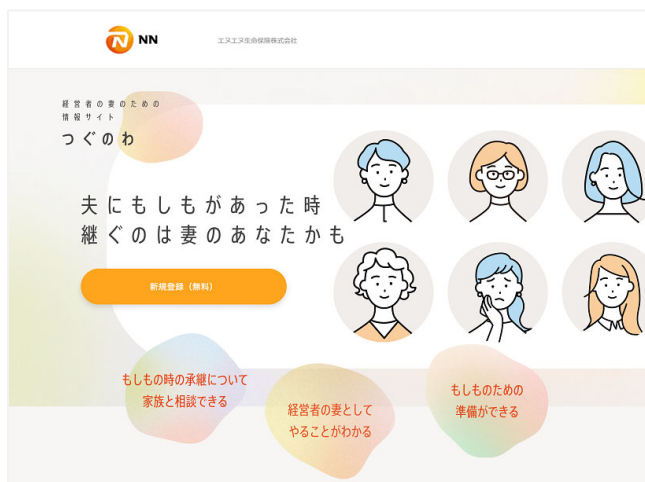 NN
エヌエヌ生命保険株式会社
経営者の妻のための
情報サイト
つぐのわ
夫にもしもがあった時
継ぐのは妻のあなたかも
新規登録（無料）
もしもの時の承継について
家族と相談できる
経営者の妻として
やることがわかる
もしものための
準備ができる